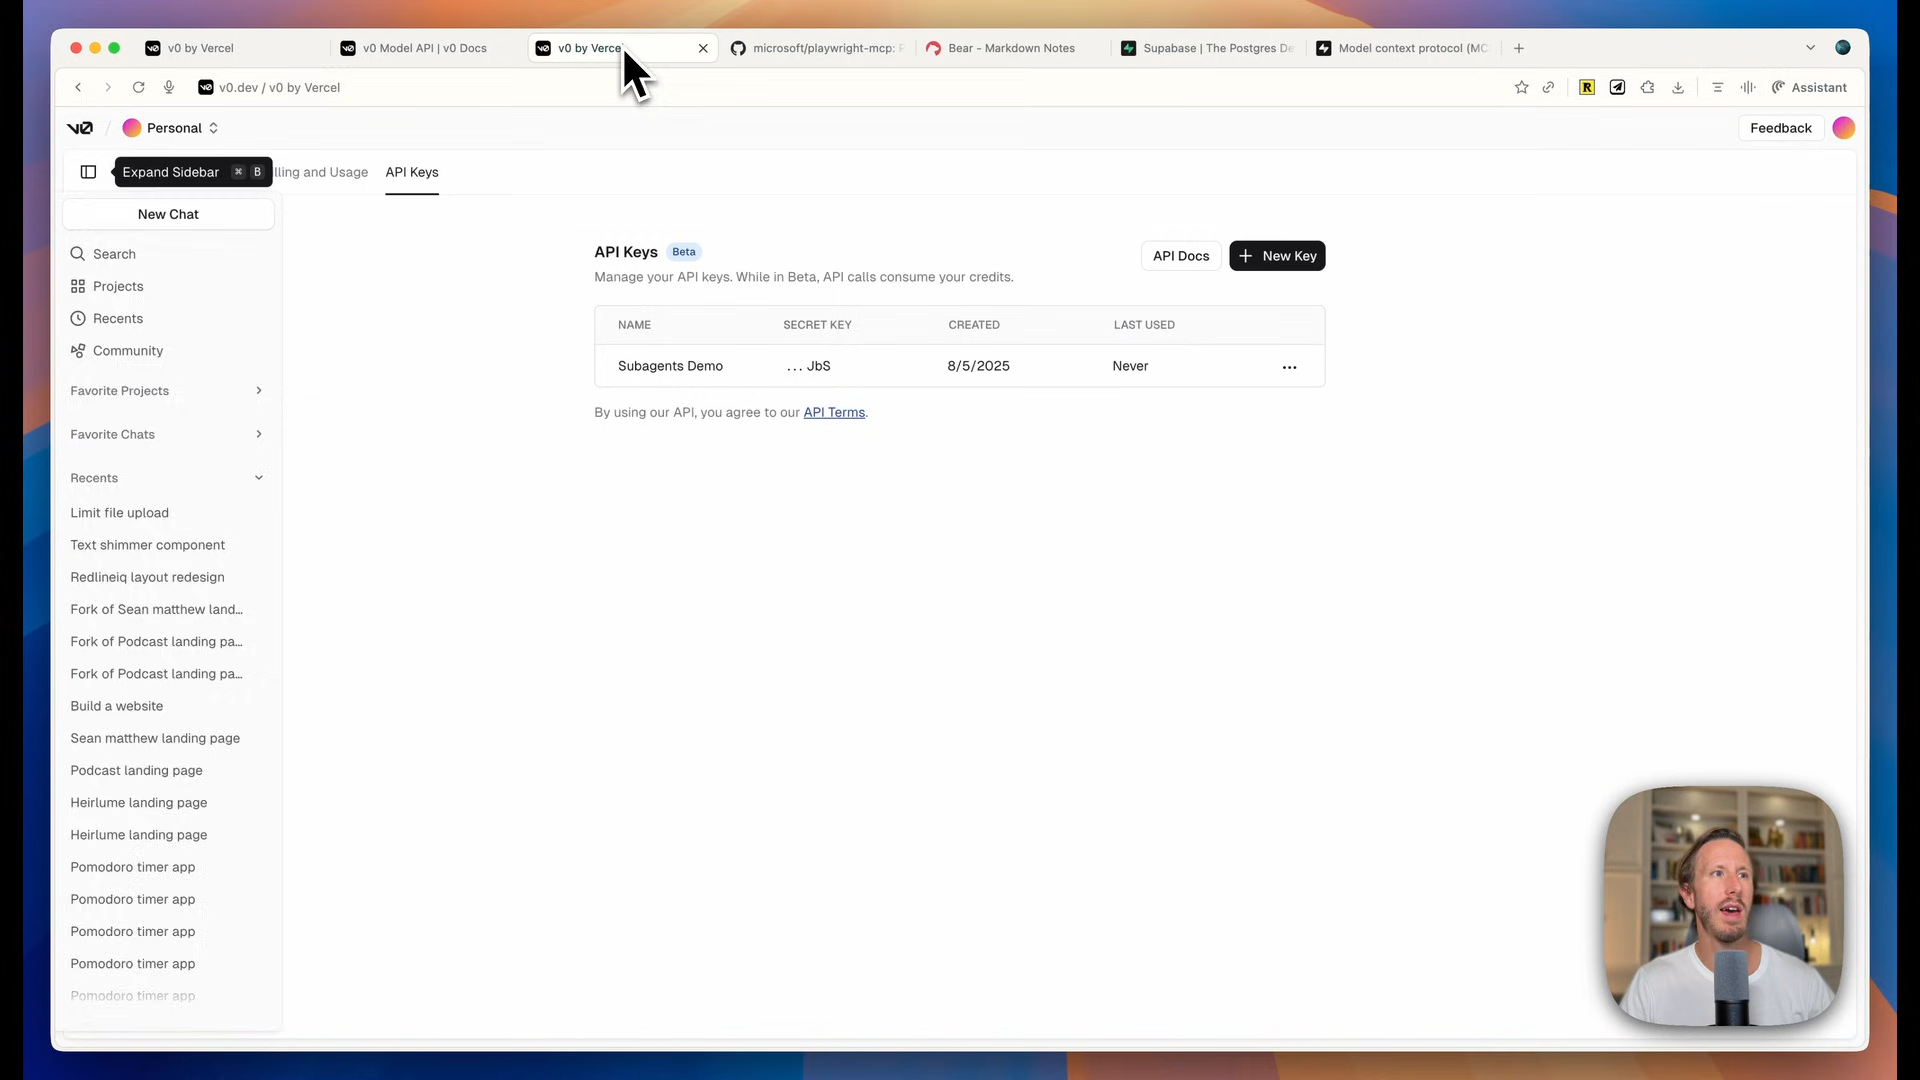 v0 by Vercel
v0 Model API | v0 Docs
v0 by Verce
microsoft/playwright-mcp: P
Bear - Markdown Notes
Supabase | The Postgres De
Model context protocol (MC
v0.dev / v0 by Vercel
Assistant
v0 / Personal
Feedback
Expand Sidebar ⌘ B
lling and Usage
API Keys
New Chat
Search
Projects
Recents
Community
Favorite Projects
Favorite Chats
Recents
Limit file upload
Text shimmer component
Redlineiq layout redesign
Fork of Sean matthew land...
Fork of Podcast landing pa...
Fork of Podcast landing pa...
Build a website
Sean matthew landing page
Podcast landing page
Heirlume landing page
Heirlume landing page
Pomodoro timer app
Pomodoro timer app
Pomodoro timer app
Pomodoro timer app
Pomodoro timer app
API Keys Beta
Manage your API keys. While in Beta, API calls consume your credits.
API Docs
+ New Key
NAME SECRET KEY CREATED LAST USED
Subagents Demo ... JbS 8/5/2025 Never ...
By using our API, you agree to our API Terms.